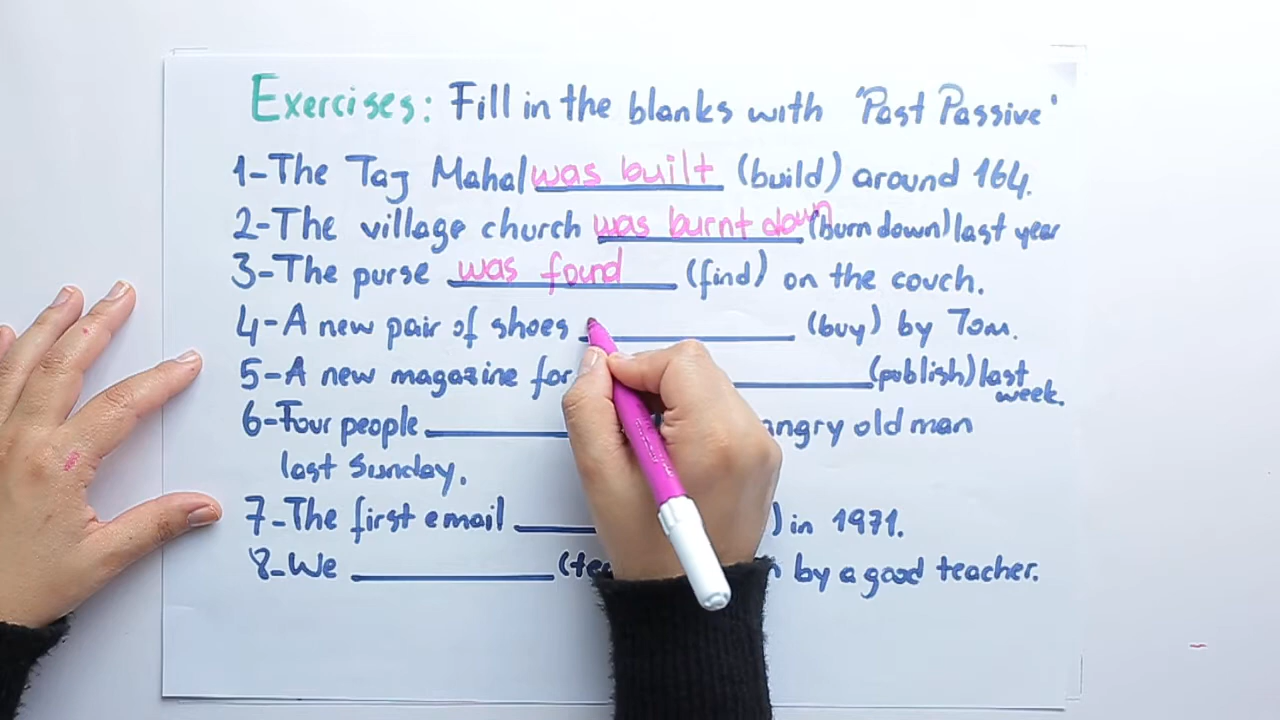 Exercises: Fill in the blanks with 'Past Passive'
1-The Taj Mahal was built (build) around 164.
2-The village church was burnt down (burn down) last year
3-The purse was found (find) on the couch.
4-A new pair of shoes (buy) by Tom.
5-A new magazine for (publish) last week.
6-Four people angry old man
last Sunday.
7-The first email ) in 1971.
8-We by a good teacher.